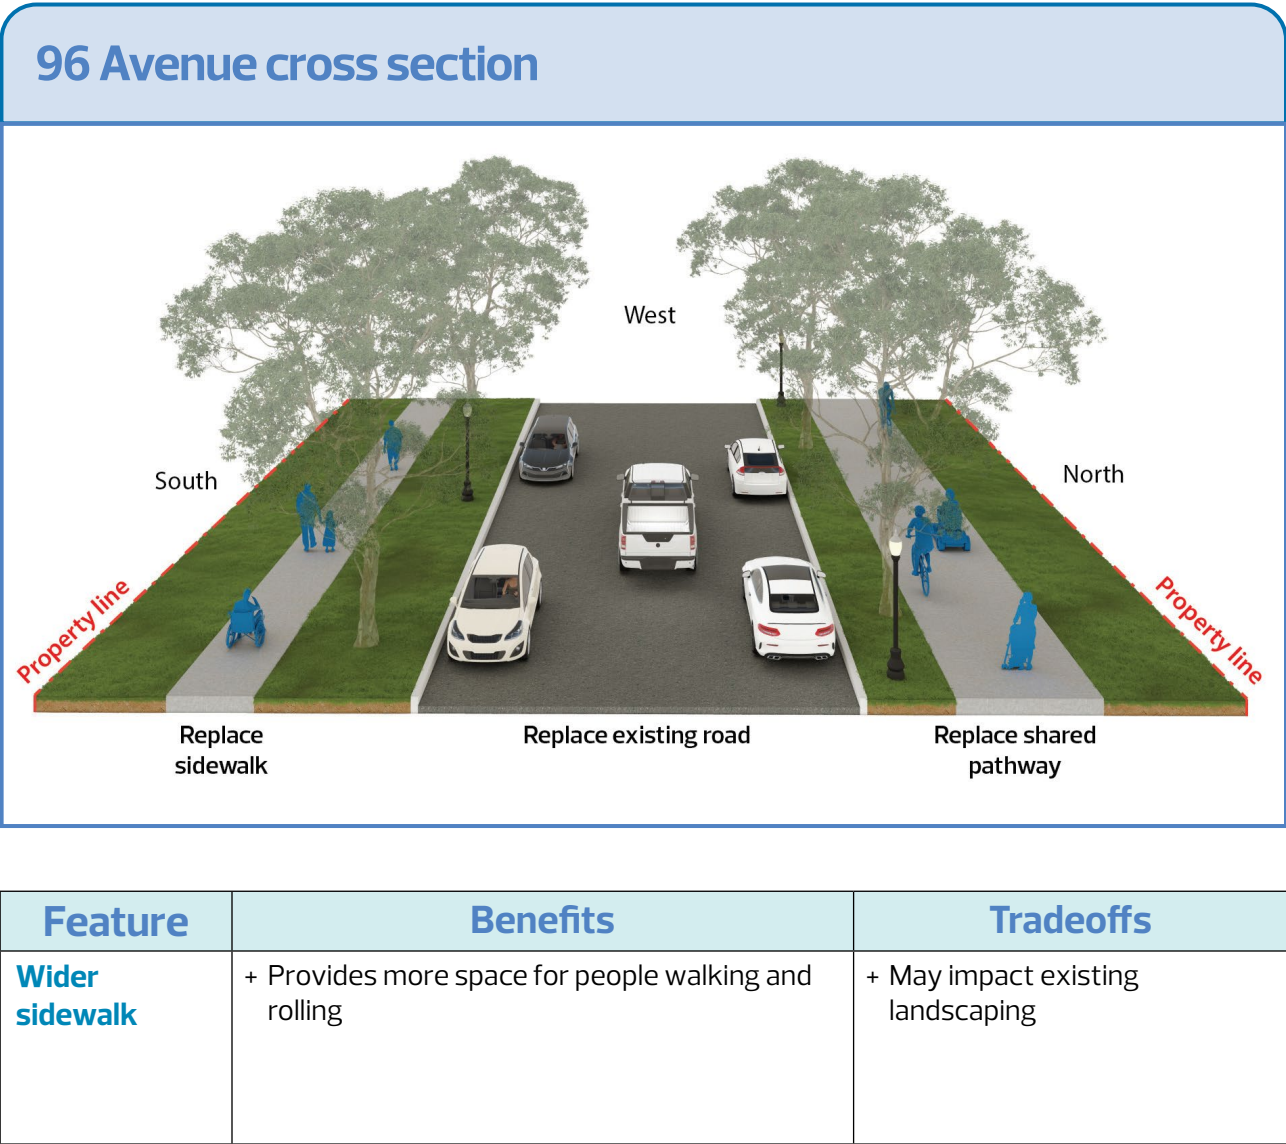 96 Avenue cross section
West
South
North
Property line
Property line
Replace
sidewalk
Replace existing road
Replace shared
pathway
Feature
Benefits
Tradeoffs
Wider
sidewalk
+ Provides more space for people walking and
rolling
+ May impact existing
landscaping